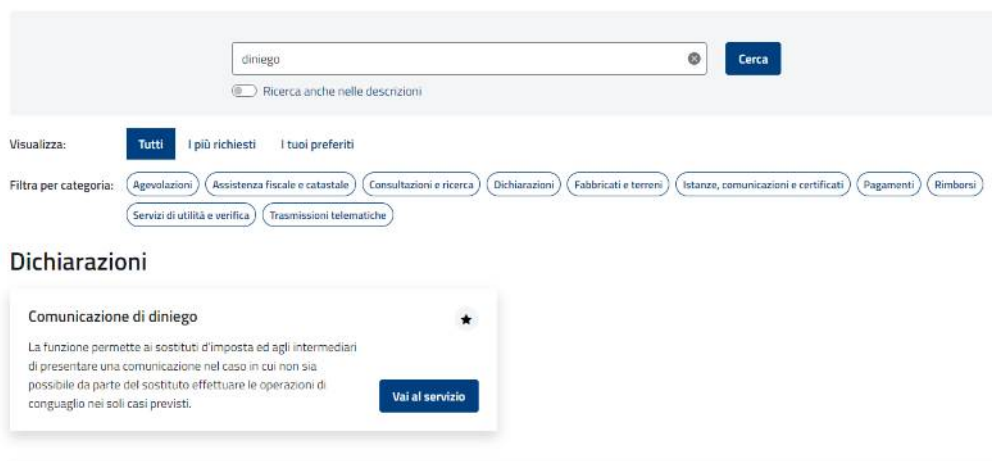 diniego
Cerca
Ricerca anche nelle descrizioni
Visualizza: Tutti I più richiesti I tuoi preferiti
Filtra per categoria: Agevolazioni Assistenza fiscale e catastale Consultazioni e ricerca Dichiarazioni Fabbricati e terreni Istanze, comunicazioni e certificati Pagamenti Rimborsi
Servizi di utilità e verifica Trasmissioni telematiche
Dichiarazioni
Comunicazione di diniego
La funzione permette ai sostituti d'imposta ed agli intermediari
di presentare una comunicazione nel caso in cui non sia
possibile da parte del sostituto effettuare le operazioni di
conguaglio nei soli casi previsti.
Vai al servizio